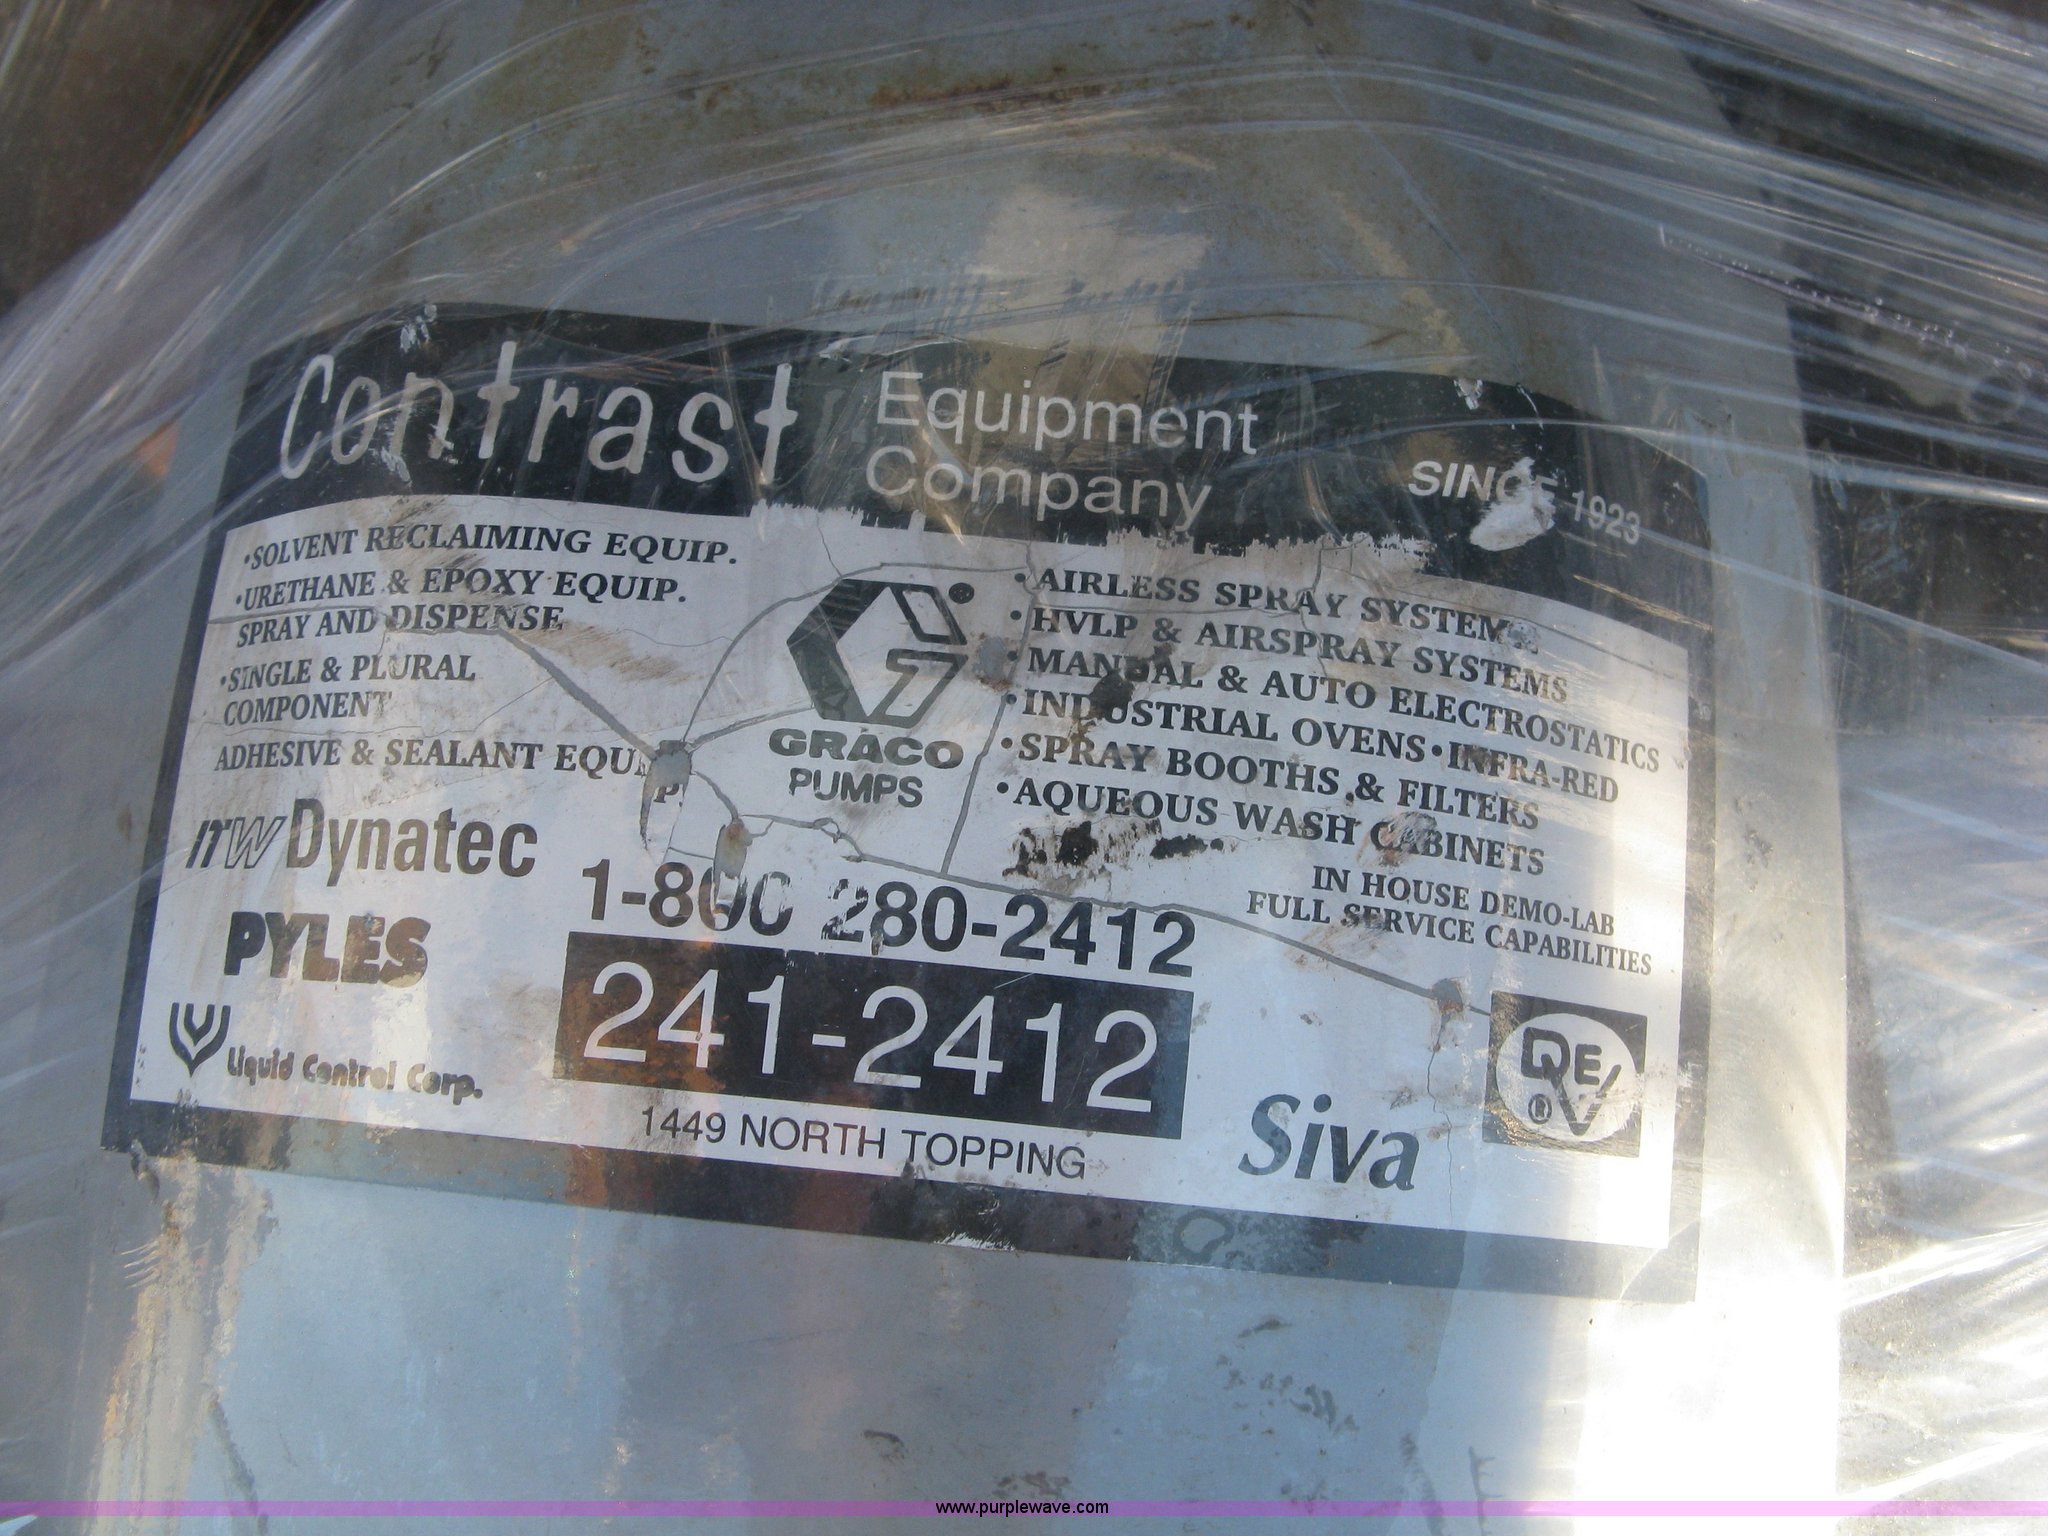 Contrast
Equipment
Company
SINCE 1923
•SOLVENT RECLAIMING EQUIP.
•URETHANE & EPOXY EQUIP.
SPRAY AND DISPENSE
•SINGLE & PLURAL
COMPONENT
ADHESIVE & SEALANT EQUIP.
ITW Dynatec
PYLES
Liquid Control Corp.
GRACO
PUMPS
•AIRLESS SPRAY SYSTEMS
•HVLP & AIRSPRAY SYSTEMS
•MANUAL & AUTO ELECTROSTATICS
•INDUSTRIAL OVENS•INFRA-RED
•SPRAY BOOTHS & FILTERS
•AQUEOUS WASH CABINETS
IN HOUSE DEMO-LAB
FULL SERVICE CAPABILITIES
1-800 280-2412
241-2412
1449 NORTH TOPPING
Siva
DEV
®
www.purplewave.com